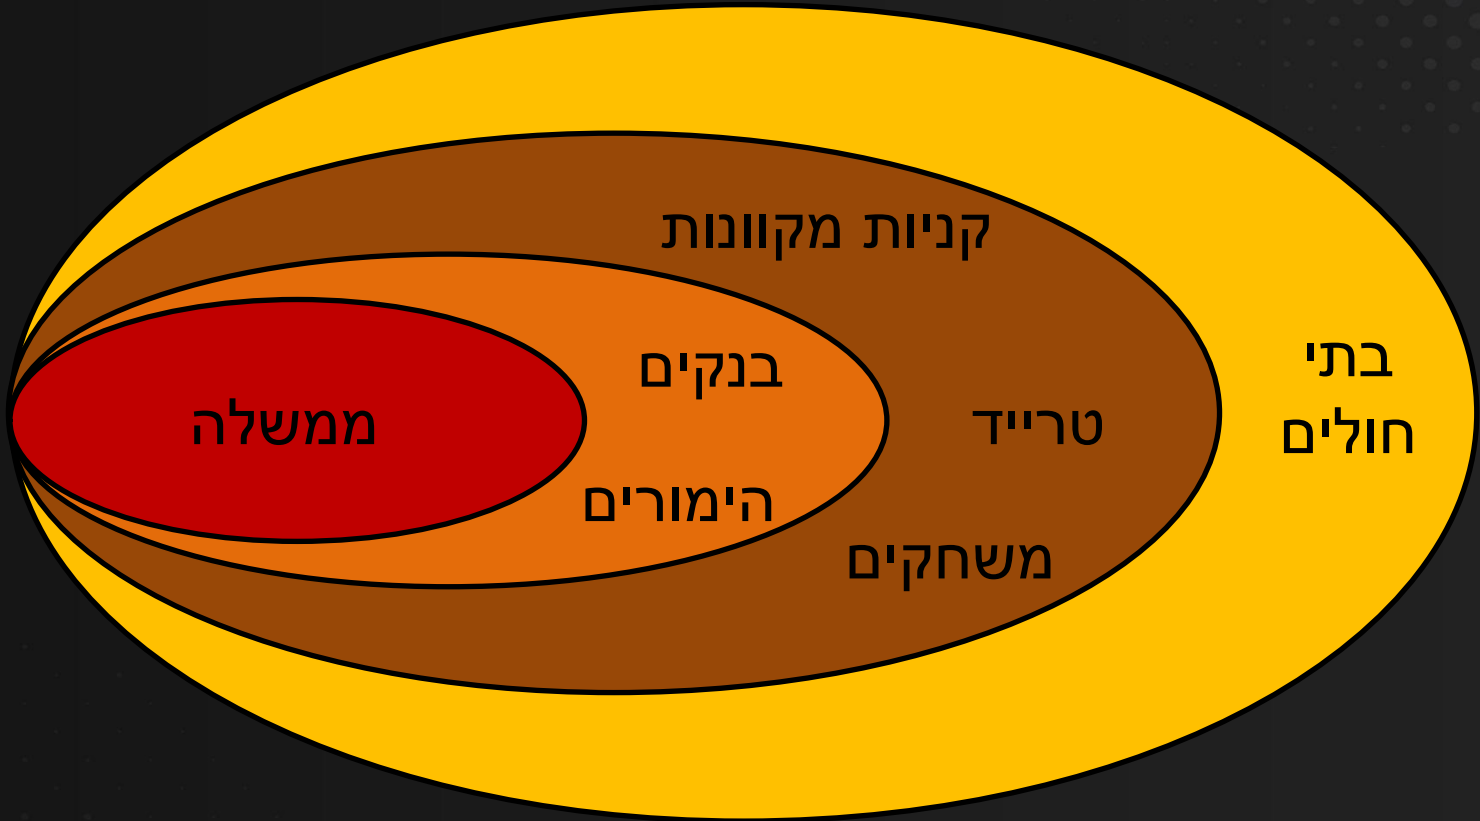 קניות מקוונות
בתי
חולים
בנקים
טרייד
ממשלה
הימורים
משחקים